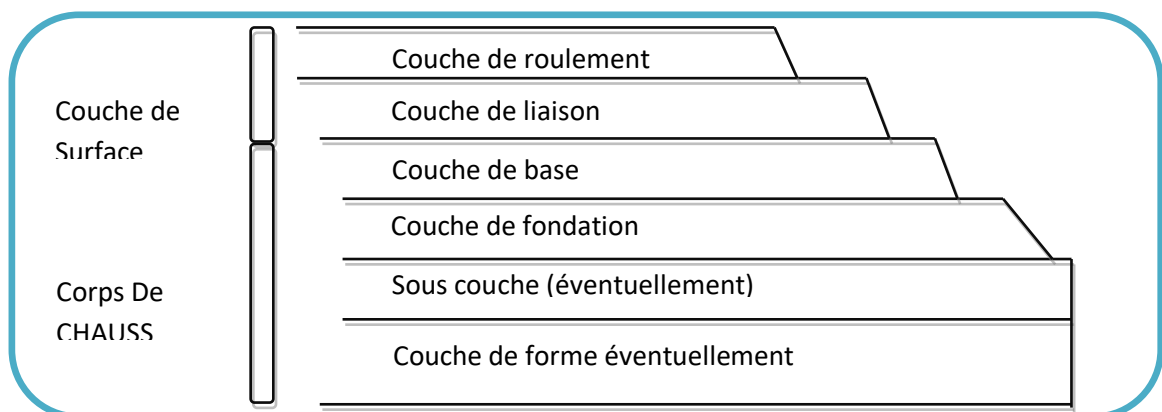 Couche de roulement
Couche de liaison
Couche de base
Couche de fondation
Sous couche (éventuellement)
Couche de forme éventuellement
Couche de
Surface
Corps De
CHAUSS